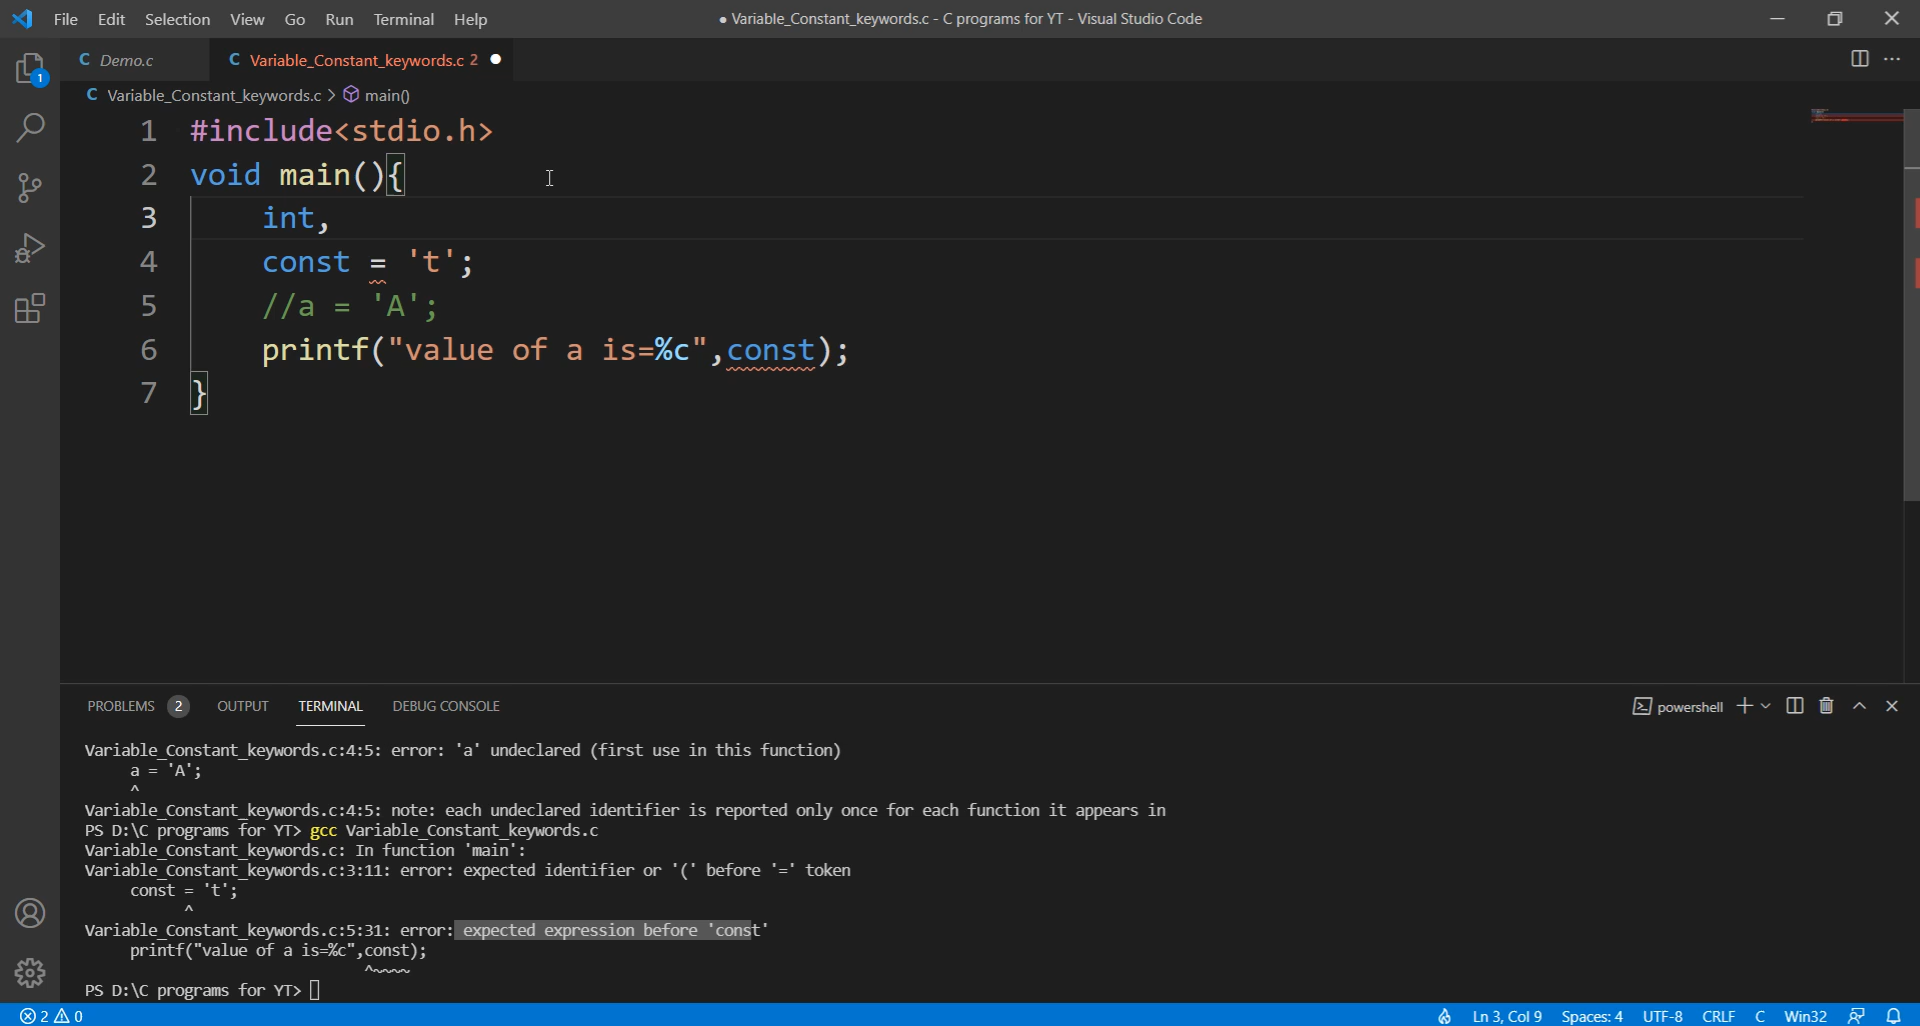 File Edit Selection View Go Run Terminal Help
● Variable_Constant_keywords.c - C programs for YT - Visual Studio Code
1
C Demo.c
C Variable_Constant_keywords.c 2 ●
C Variable_Constant_keywords.c > main()
1 #include<stdio.h>
2 void main(){
3 int,
4 const = 't';
5 //a = 'A';
6 printf("value of a is=%c",const);
7 }
PROBLEMS 2 OUTPUT TERMINAL DEBUG CONSOLE
powershell
Variable_Constant_keywords.c:4:5: error: 'a' undeclared (first use in this function)
a = 'A';
^
Variable_Constant_keywords.c:4:5: note: each undeclared identifier is reported only once for each function it appears in
PS D:\C programs for YT> gcc Variable_Constant_keywords.c
Variable_Constant_keywords.c: In function 'main':
Variable_Constant_keywords.c:3:11: error: expected identifier or '(' before '=' token
const = 't';
^
Variable_Constant_keywords.c:5:31: error: expected expression before 'const'
printf("value of a is=%c",const);
^~~~~
PS D:\C programs for YT>
2 0
Ln 3, Col 9 Spaces: 4 UTF-8 CRLF C Win32